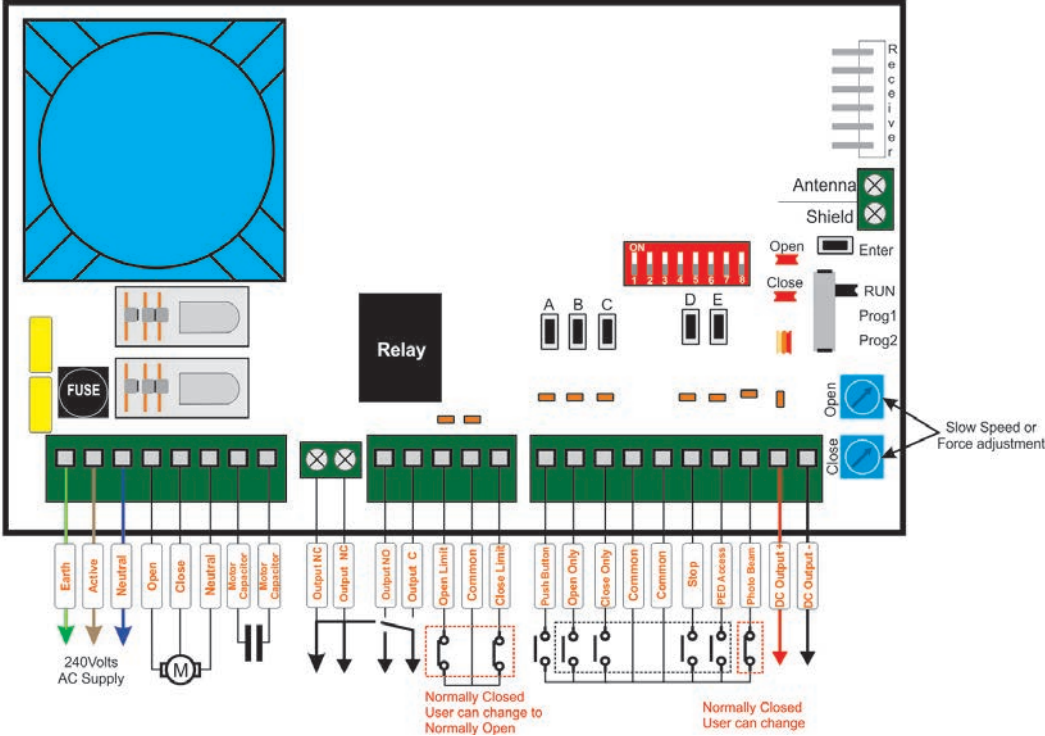 Receiver
Antenna
Shield
ON
1 2 3 4 5 6 7 8
Open
Enter
Close
RUN
Prog1
Prog2
A B C
D E
Relay
FUSE
Open
Close
Slow Speed or
Force adjustment
Earth
Active
Neutral
Open
Close
Neutral
Motor
Capacitor
Motor
Capacitor
Output NC
Output NC
Output NO
Output C
Open Limit
Common
Close Limit
Push Button
Open Only
Close Only
Common
Common
Stop
PED Access
Photo Beam
DC Output +
DC Output -
240Volts
AC Supply
M
Normally Closed
User can change to
Normally Open
Normally Closed
User can change